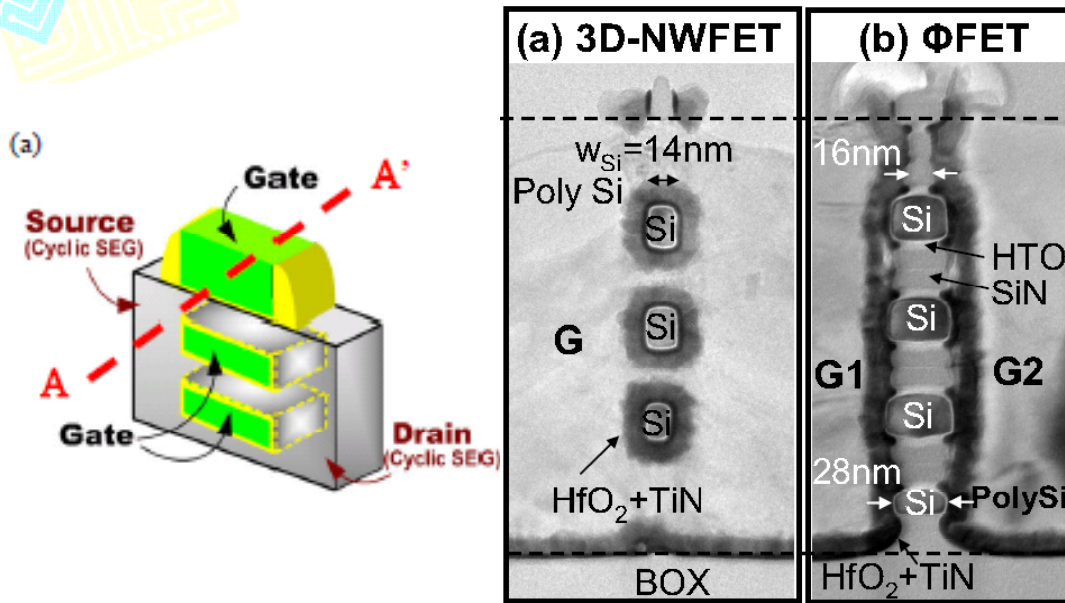 (a)
A'
Gate
Source
(Cyclic SEG)
A
Gate
Drain
(Cyclic SEG)
(a) 3D-NWFET
w_Si=14nm
Poly Si
Si
Si
G
Si
HfO₂+TiN
BOX
(b) ΦFET
16nm
Si
HTO
SiN
Si
G1
G2
Si
28nm
Si
PolySi
HfO₂+TiN